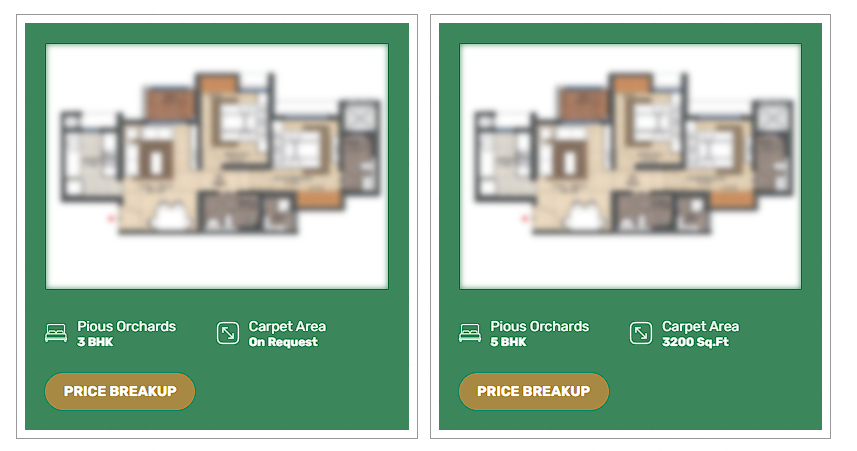 Pious Orchards
3 BHK
Carpet Area
On Request
PRICE BREAKUP
Pious Orchards
5 BHK
Carpet Area
3200 Sq.Ft
PRICE BREAKUP